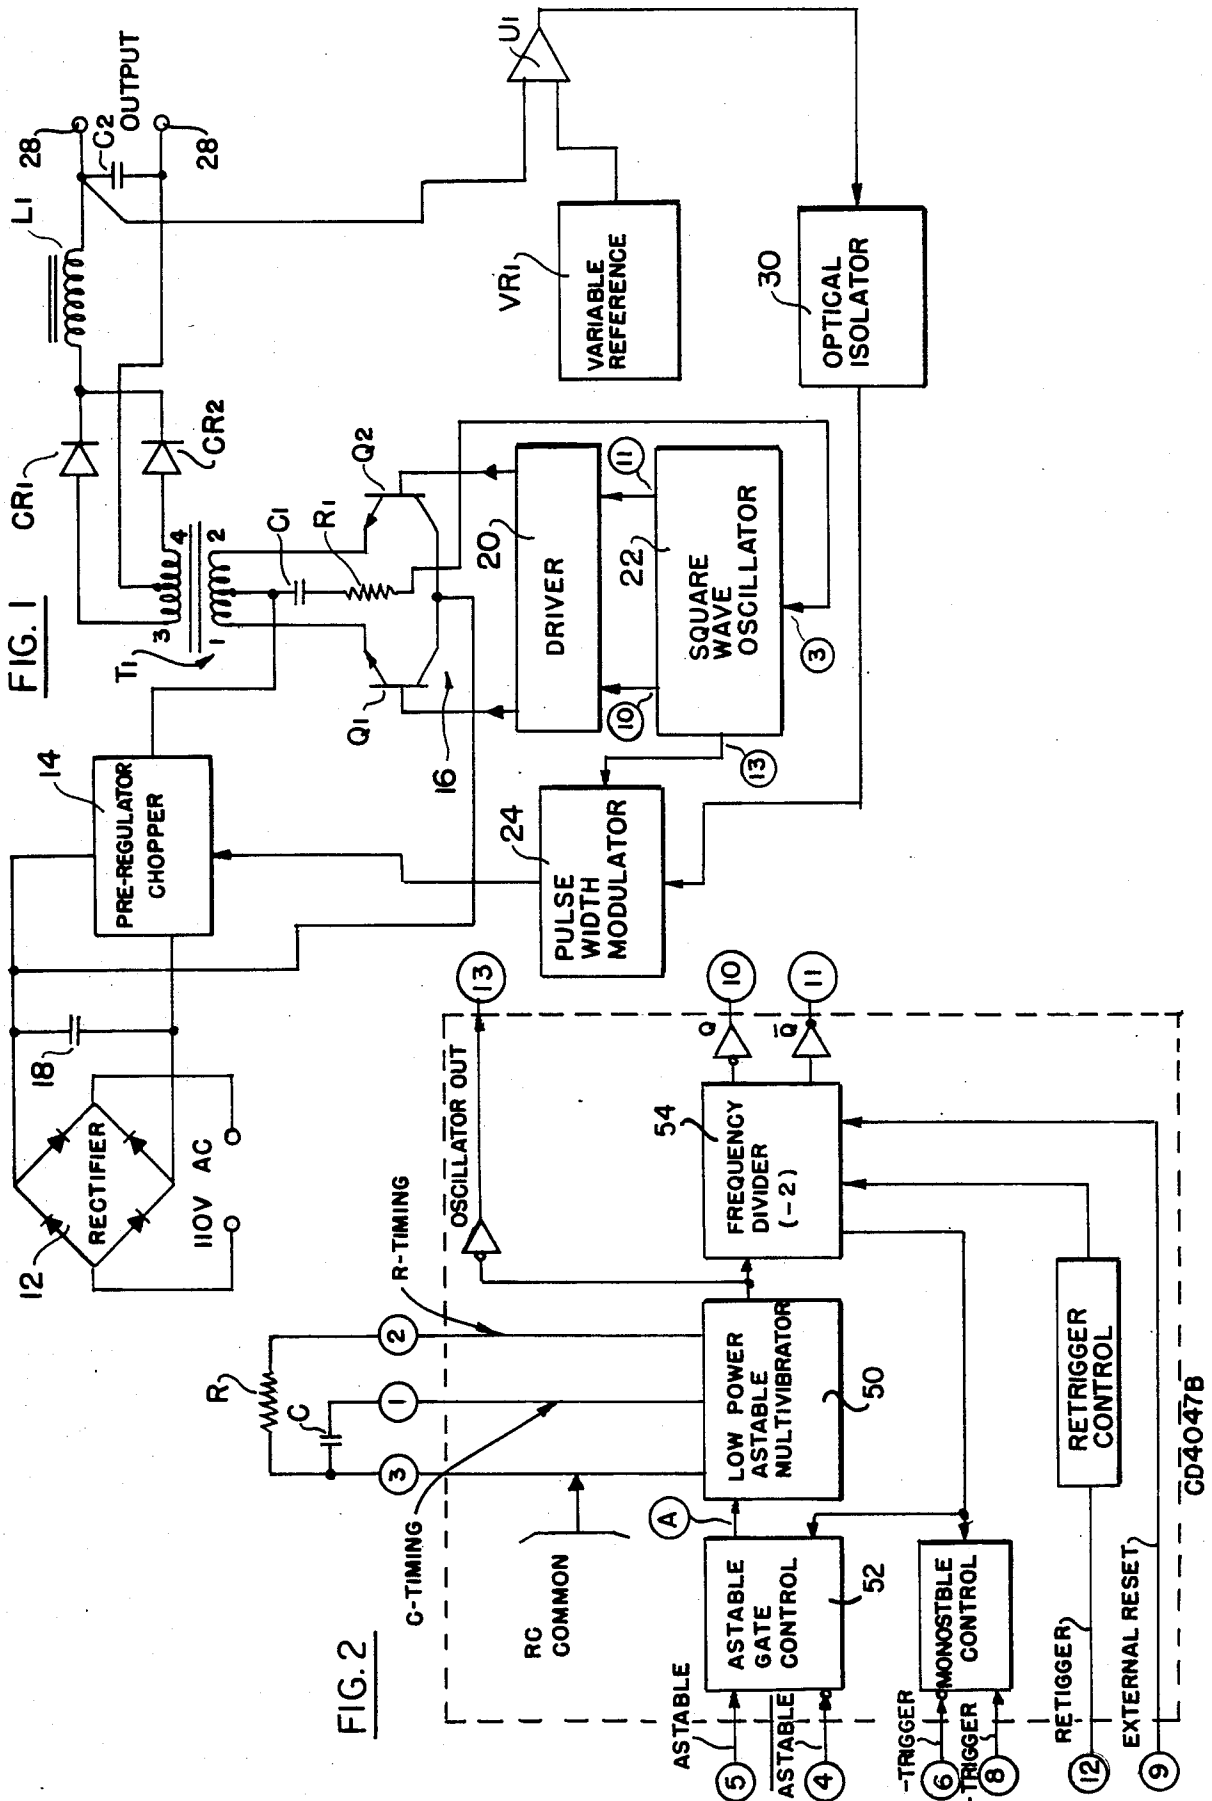 FIG. 1
12
RECTIFIER
110V AC
18
14
PRE-REGULATOR
CHOPPER
T1
3
4
1
2
CR1
CR2
L1
28
C2
OUTPUT
28
C1
R1
Q1
Q2
16
20
DRIVER
10
11
22
SQUARE
WAVE
OSCILLATOR
13
3
24
PULSE
WIDTH
MODULATOR
U1
VR1
VARIABLE
REFERENCE
30
OPTICAL
ISOLATOR
FIG. 2
R
C
3
1
2
RC
COMMON
C-TIMING
R-TIMING
OSCILLATOR OUT
13
ASTABLE
5
ASTABLE
4
ASTABLE
GATE
CONTROL
52
A
LOW POWER
ASTABLE
MULTIVIBRATOR
50
54
FREQUENCY
DIVIDER
(-2)
Q
10
Q̅
11
-TRIGGER
6
-TRIGGER
8
MONOSTBLE
CONTROL
RETIGGER
12
RETRIGGER
CONTROL
EXTERNAL RESET
9
CD4047B